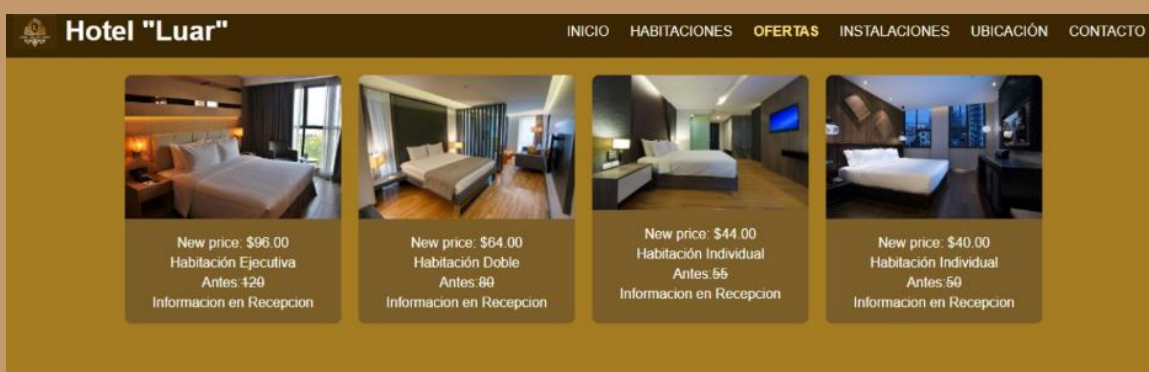 Hotel "Luar"
INICIO HABITACIONES OFERTAS INSTALACIONES UBICACIÓN CONTACTO
New price: $96.00
Habitación Ejecutiva
Antes:120
Informacion en Recepcion
New price: $64.00
Habitación Doble
Antes:80
Informacion en Recepcion
New price: $44.00
Habitación Individual
Antes:55
Informacion en Recepcion
New price: $40.00
Habitación Individual
Antes:50
Informacion en Recepcion